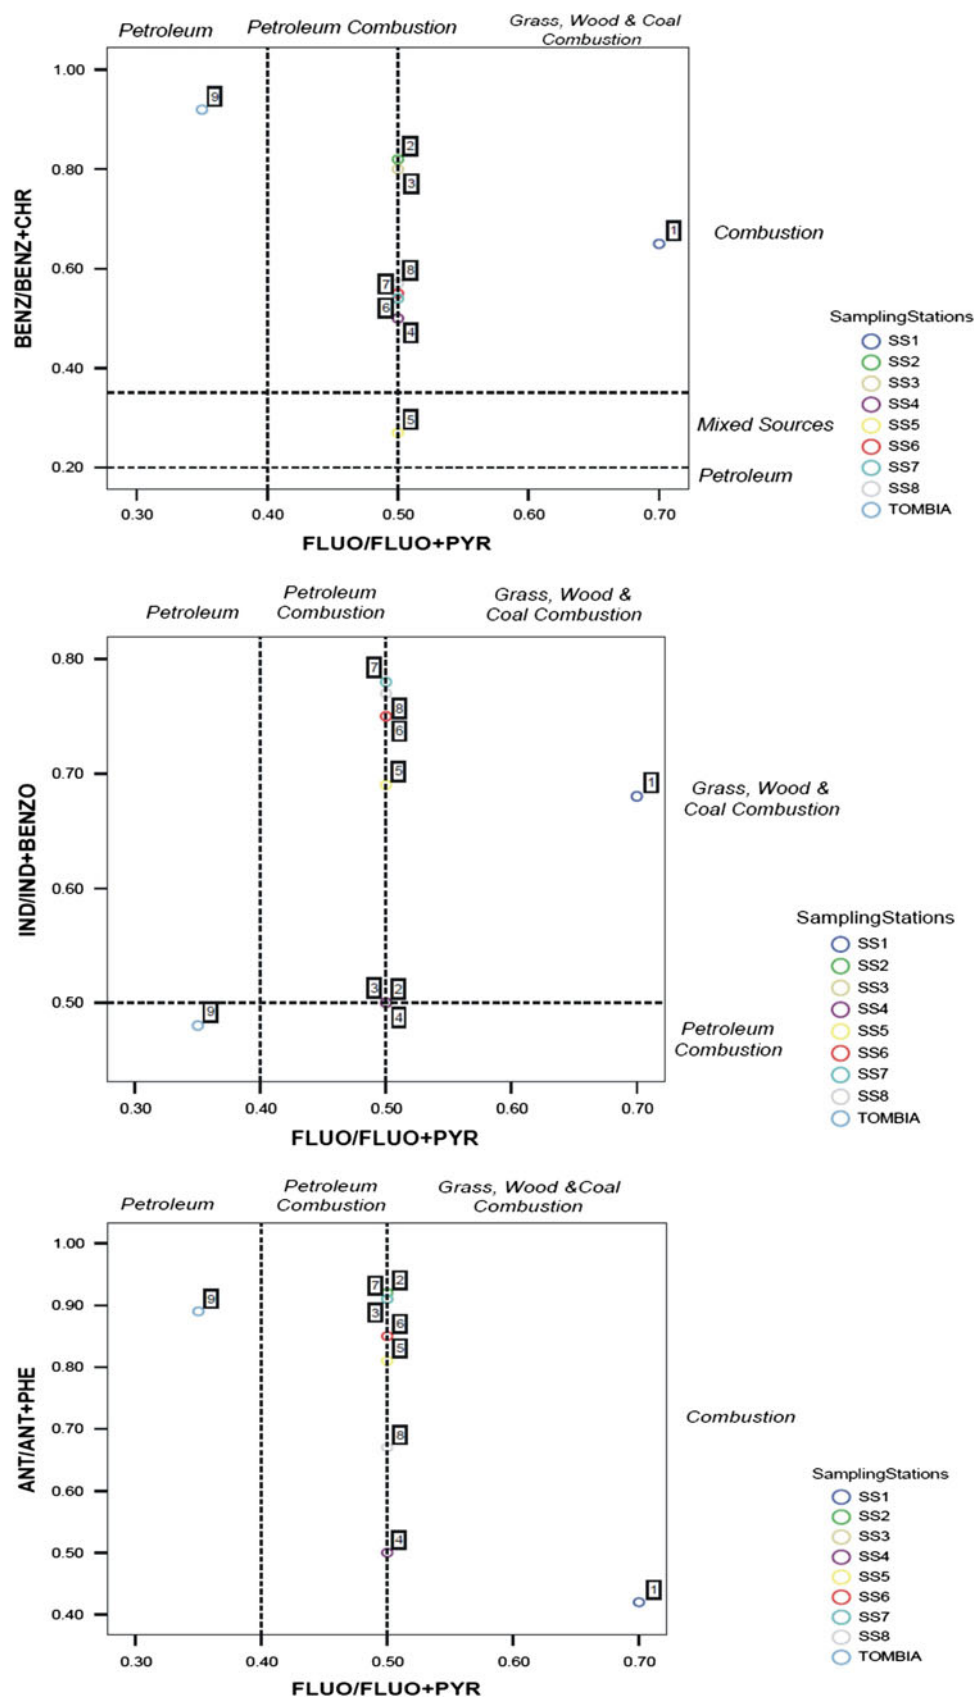 Petroleum
Petroleum Combustion
Grass, Wood & Coal
Combustion
1.00
0.80
0.60
0.40
0.20
BENZ/BENZ+CHR
9
2
3
1
8
7
6
4
5
Combustion
Mixed Sources
Petroleum
0.30
0.40
0.50
0.60
0.70
FLUO/FLUO+PYR
SamplingStations
SS1
SS2
SS3
SS4
SS5
SS6
SS7
SS8
TOMBIA
Petroleum
Petroleum
Combustion
Grass, Wood &
Coal Combustion
0.80
0.70
0.60
0.50
IND/IND+BENZO
7
8
6
5
1
3
2
9
4
Grass, Wood &
Coal Combustion
Petroleum
Combustion
0.30
0.40
0.50
0.60
0.70
FLUO/FLUO+PYR
SamplingStations
SS1
SS2
SS3
SS4
SS5
SS6
SS7
SS8
TOMBIA
Petroleum
Petroleum
Combustion
Grass, Wood &Coal
Combustion
1.00
0.90
0.80
0.70
0.60
0.50
0.40
ANT/ANT+PHE
9
7
2
3
6
5
8
4
1
Combustion
0.30
0.40
0.50
0.60
0.70
FLUO/FLUO+PYR
SamplingStations
SS1
SS2
SS3
SS4
SS5
SS6
SS7
SS8
TOMBIA